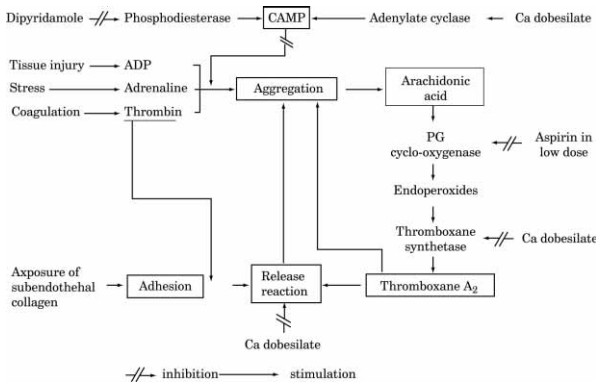 Dipyridamole
Phosphodiesterase
CAMP
Adenylate cyclase
Ca dobesilate
Tissue injury
ADP
Stress
Adrenaline
Aggregation
Arachidonic
acid
Coagulation
Thrombin
PG
cyclo-oxygenase
Aspirin in
low dose
Endoperoxides
Thromboxane
synthetase
Ca dobesilate
Axposure of
subendothehal
collagen
Adhesion
Release
reaction
Thromboxane A₂
Ca dobesilate
inhibition
stimulation